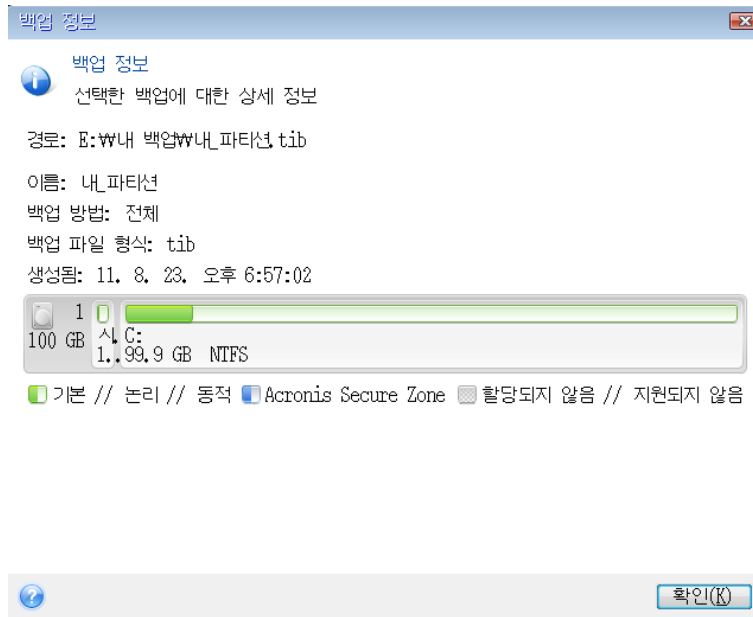 백업 정보
백업 정보
선택한 백업에 대한 상세 정보
경로: E:₩내 백업₩내_파티션.tib
이름: 내_파티션
백업 방법: 전체
백업 파일 형식: tib
생성됨: 11. 8. 23. 오후 6:57:02
1
100 GB
시.
1..
C:
99.9 GB NTFS
기본 // 논리 // 동적 Acronis Secure Zone 할당되지 않음 // 지원되지 않음
확인(K)